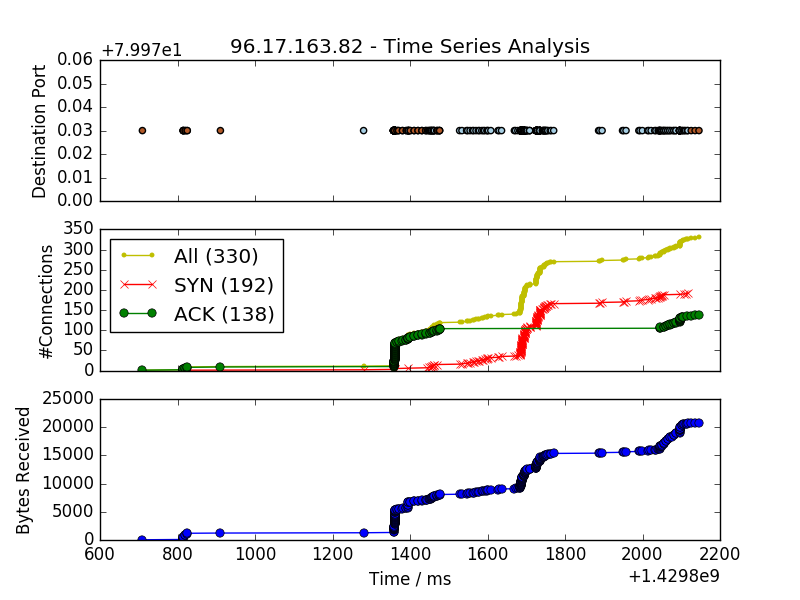 +7.997e1
96.17.163.82 - Time Series Analysis
0.06
0.05
0.04
0.03
0.02
0.01
0.00
Destination Port
350
300
250
200
150
100
50
0
#Connections
All (330)
SYN (192)
ACK (138)
25000
20000
15000
10000
5000
0
Bytes Received
600 800 1000 1200 1400 1600 1800 2000 2200
Time / ms
+1.4298e9